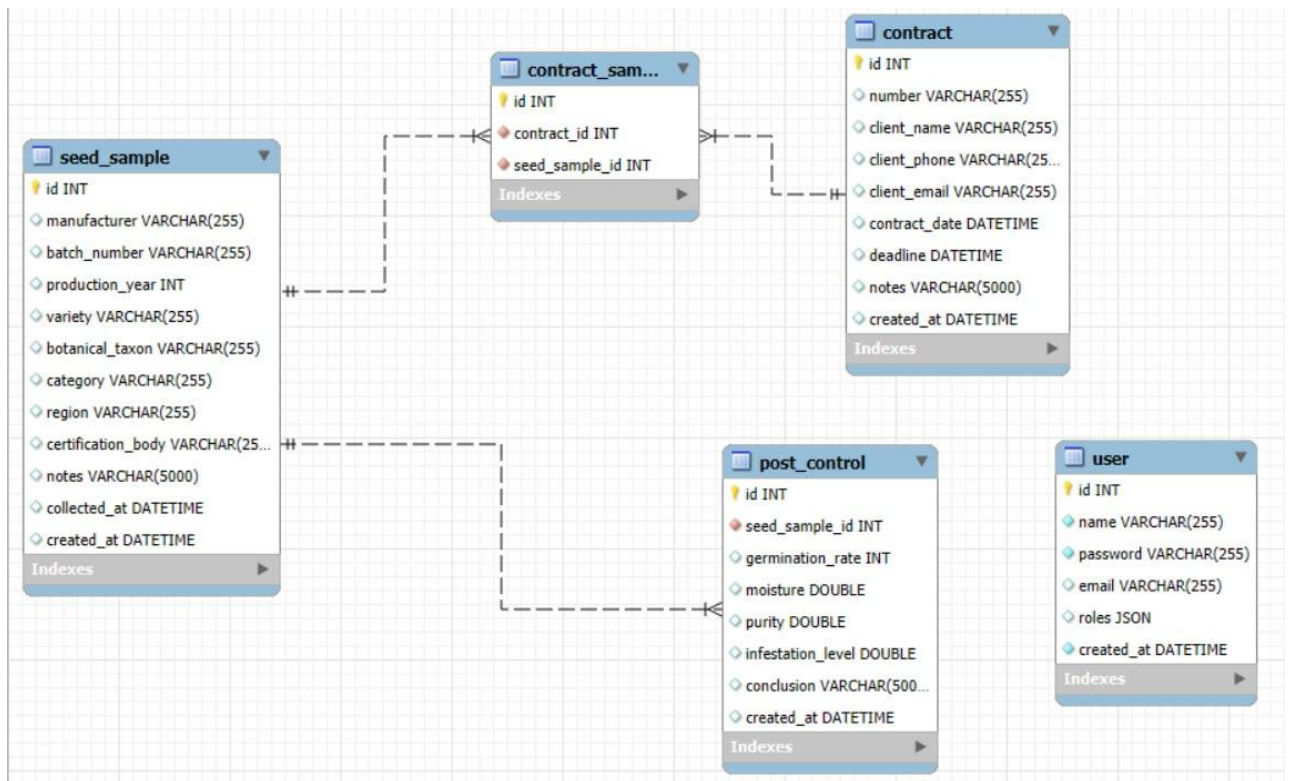 seed_sample
id INT
manufacturer VARCHAR(255)
batch_number VARCHAR(255)
production_year INT
variety VARCHAR(255)
botanical_taxon VARCHAR(255)
category VARCHAR(255)
region VARCHAR(255)
certification_body VARCHAR(25...
notes VARCHAR(5000)
collected_at DATETIME
created_at DATETIME
Indexes
contract_sam...
id INT
contract_id INT
seed_sample_id INT
Indexes
contract
id INT
number VARCHAR(255)
client_name VARCHAR(255)
client_phone VARCHAR(25...
client_email VARCHAR(255)
contract_date DATETIME
deadline DATETIME
notes VARCHAR(5000)
created_at DATETIME
Indexes
post_control
id INT
seed_sample_id INT
germination_rate INT
moisture DOUBLE
purity DOUBLE
infestation_level DOUBLE
conclusion VARCHAR(500...
created_at DATETIME
Indexes
user
id INT
name VARCHAR(255)
password VARCHAR(255)
email VARCHAR(255)
roles JSON
created_at DATETIME
Indexes